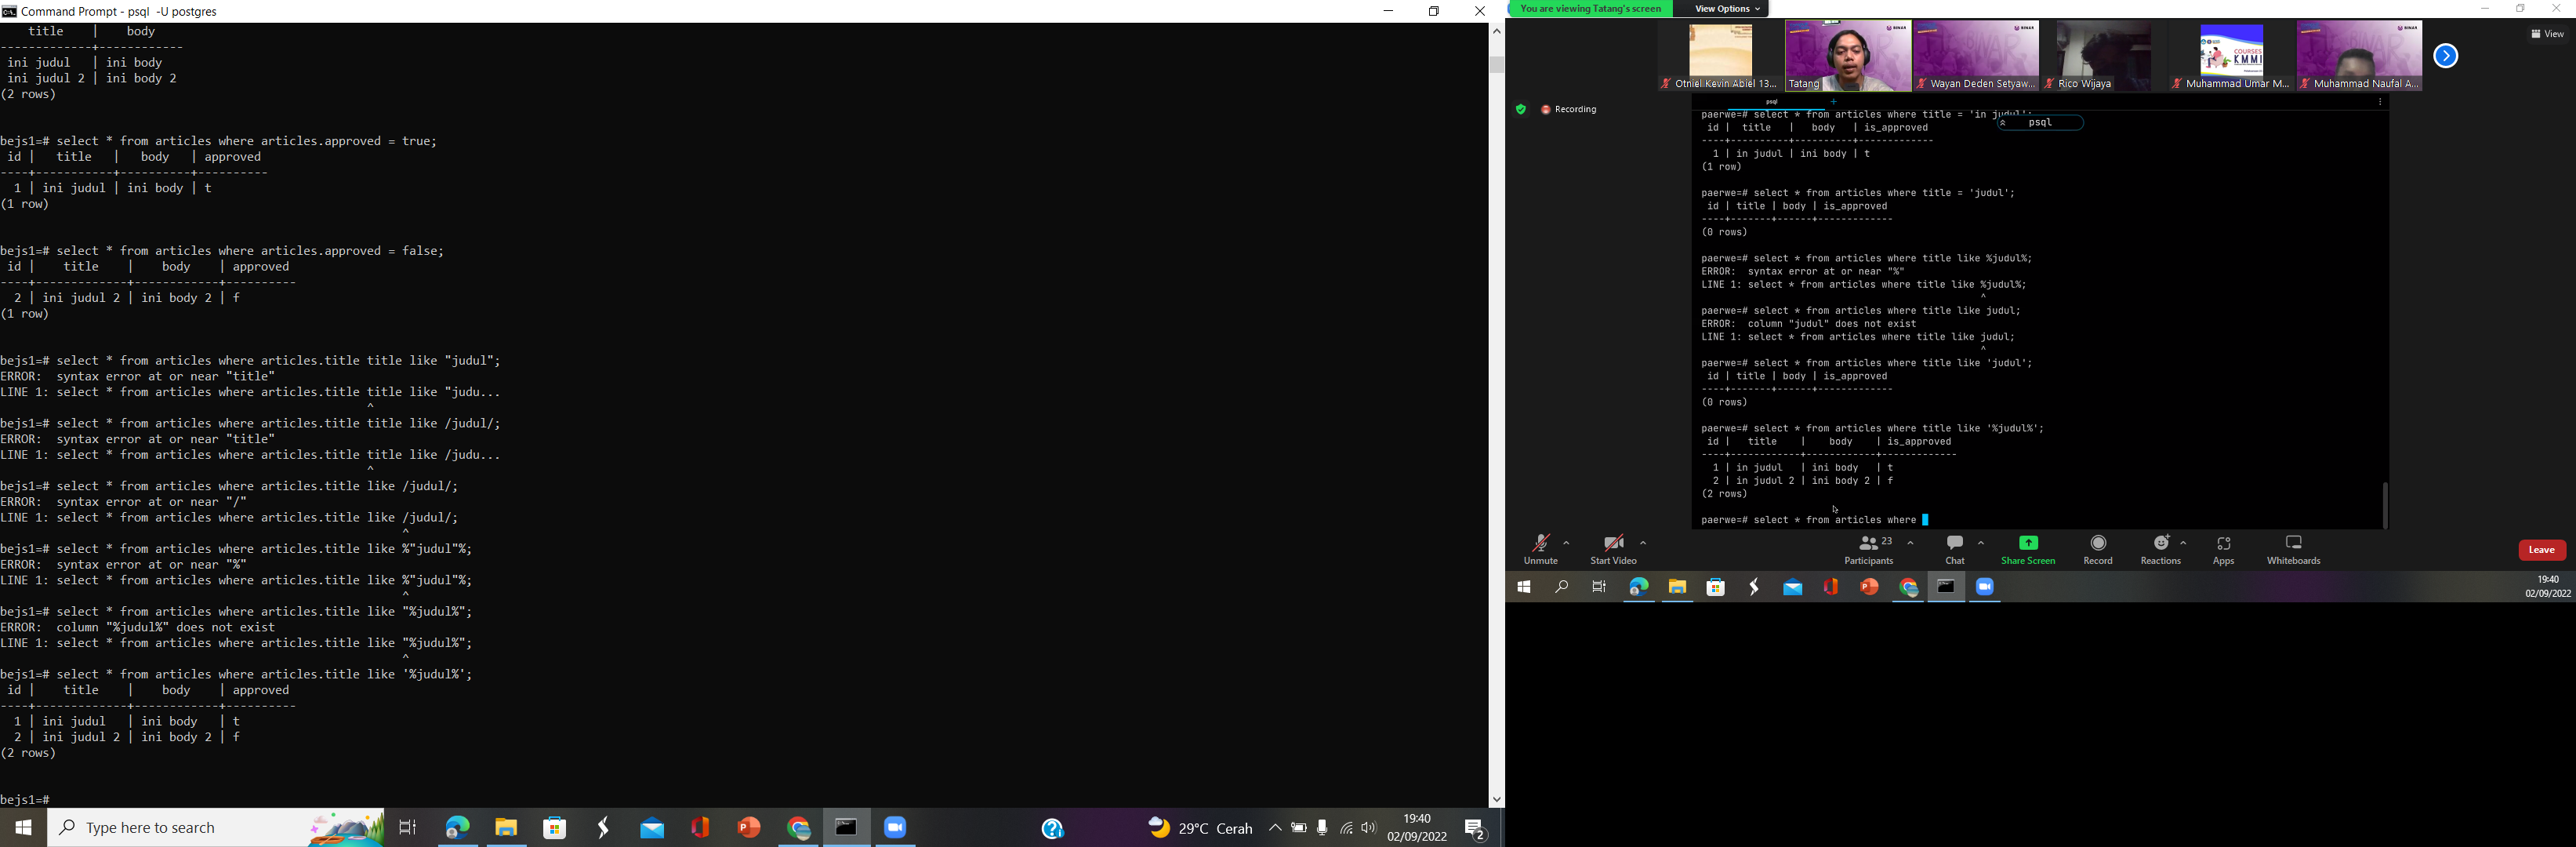 Command Prompt - psql  -U postgres
    title    |    body
-------------+------------
 ini judul   | ini body
 ini judul 2 | ini body 2
(2 rows)
bejs1=# select * from articles where articles.approved = true;
 id |   title   |   body   | approved
----+-----------+----------+----------
  1 | ini judul | ini body | t
(1 row)
bejs1=# select * from articles where articles.approved = false;
 id |    title    |    body    | approved
----+-------------+------------+----------
  2 | ini judul 2 | ini body 2 | f
(1 row)
bejs1=# select * from articles where articles.title title like "judul";
ERROR:  syntax error at or near "title"
LINE 1: select * from articles where articles.title title like "judu...
                                                    ^
bejs1=# select * from articles where articles.title title like /judul/;
ERROR:  syntax error at or near "title"
LINE 1: select * from articles where articles.title title like /judu...
                                                    ^
bejs1=# select * from articles where articles.title like /judul/;
ERROR:  syntax error at or near "/"
LINE 1: select * from articles where articles.title like /judul/;
                                                         ^
bejs1=# select * from articles where articles.title like %"judul"%;
ERROR:  syntax error at or near "%"
LINE 1: select * from articles where articles.title like %"judul"%;
                                                         ^
bejs1=# select * from articles where articles.title like "%judul%";
ERROR:  column "%judul%" does not exist
LINE 1: select * from articles where articles.title like "%judul%";
                                                         ^
bejs1=# select * from articles where articles.title like '%judul%';
 id |    title    |    body    | approved
----+-------------+------------+----------
  1 | ini judul   | ini body   | t
  2 | ini judul 2 | ini body 2 | f
(2 rows)
bejs1=#
Type here to search
29°C Cerah
19:40
02/09/2022
2
You are viewing Tatang's screen
View Options
View
Otniel Kevin Abiel 13...
Tatang
Wayan Deden Setyaw...
Rico Wijaya
Muhammad Umar M...
Muhammad Naufal A...
BINAR
BINAR
COURSES
KMMI
BINAR
Recording
psql
+
psql
paerwe=# select * from articles where title = 'in judul';
 id |  title   |   body   | is_approved
----+----------+----------+-------------
  1 | in judul | ini body | t
(1 row)
paerwe=# select * from articles where title = 'judul';
 id | title | body | is_approved
----+-------+------+-------------
(0 rows)
paerwe=# select * from articles where title like %judul%;
ERROR:  syntax error at or near "%"
LINE 1: select * from articles where title like %judul%;
                                                ^
paerwe=# select * from articles where title like judul;
ERROR:  column "judul" does not exist
LINE 1: select * from articles where title like judul;
                                                ^
paerwe=# select * from articles where title like 'judul';
 id | title | body | is_approved
----+-------+------+-------------
(0 rows)
paerwe=# select * from articles where title like '%judul%';
 id |   title    |    body    | is_approved
----+------------+------------+-------------
  1 | in judul   | ini body   | t
  2 | in judul 2 | ini body 2 | f
(2 rows)
paerwe=# select * from articles where
Unmute
Start Video
23
Participants
Chat
Share Screen
Record
Reactions
Apps
Whiteboards
Leave
19:40
02/09/2022